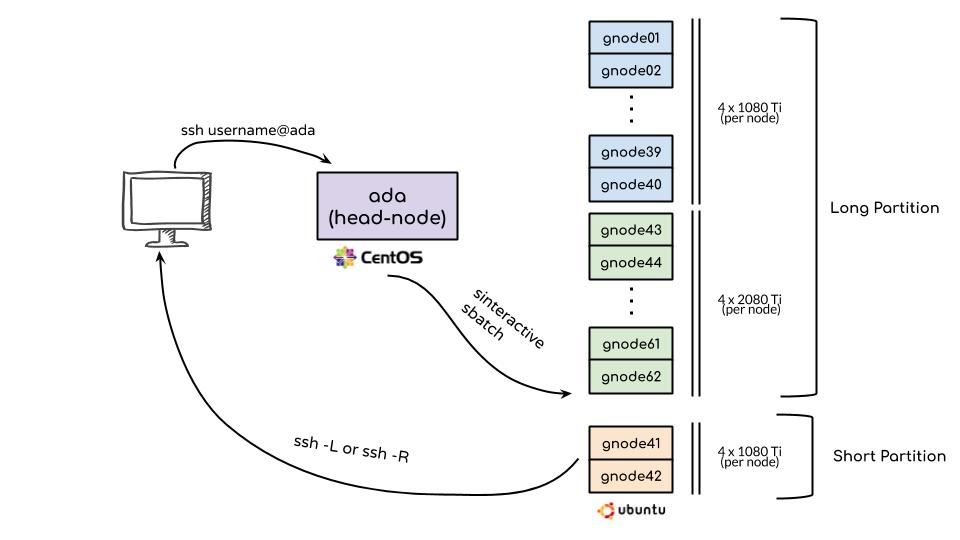 ssh username@ada
ada
(head-node)
CentOS
sinteractive
sbatch
ssh -L or ssh -R
gnode01
gnode02
gnode39
gnode40
gnode43
gnode44
gnode61
gnode62
gnode41
gnode42
ubuntu
4 x 1080 Ti
(per node)
4 x 2080 Ti
(per node)
4 x 1080 Ti
(per node)
Long Partition
Short Partition